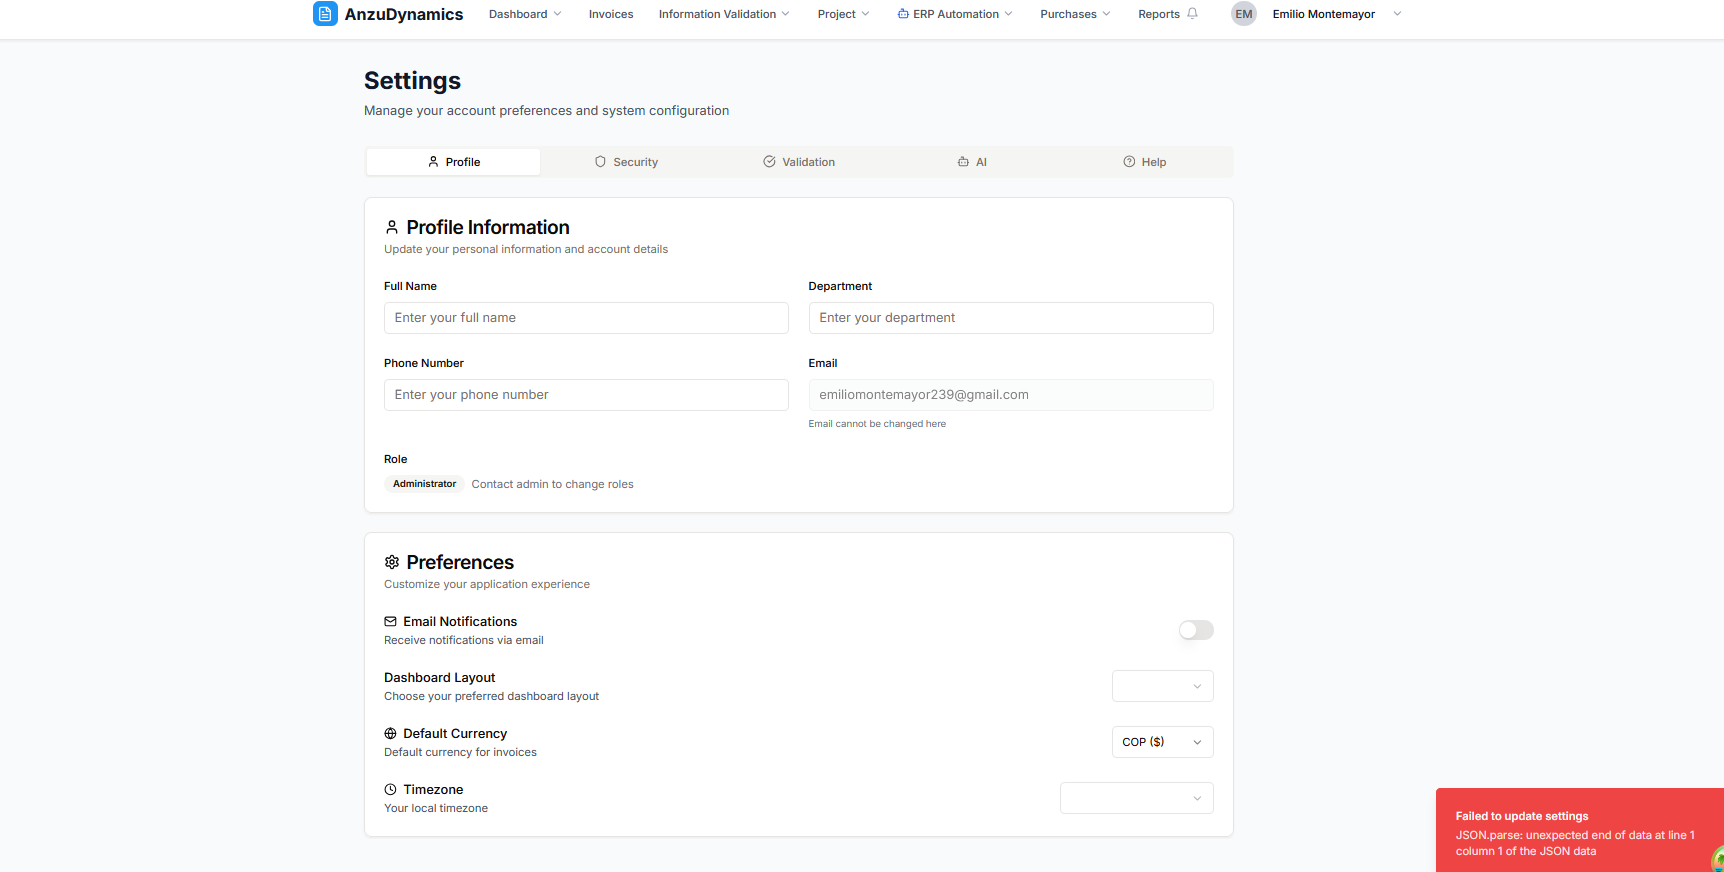 AnzuDynamics Dashboard Invoices Information Validation Project ERP Automation Purchases Reports EM Emilio Montemayor
Settings
Manage your account preferences and system configuration
Profile Security Validation AI Help
Profile Information
Update your personal information and account details
Full Name Department
Enter your full name Enter your department
Phone Number Email
Enter your phone number emiliomontemayor239@gmail.com
Email cannot be changed here
Role
Administrator Contact admin to change roles
Preferences
Customize your application experience
Email Notifications
Receive notifications via email
Dashboard Layout
Choose your preferred dashboard layout
Default Currency
Default currency for invoices
COP ($)
Timezone
Your local timezone
Failed to update settings
JSON.parse: unexpected end of data at line 1
column 1 of the JSON data